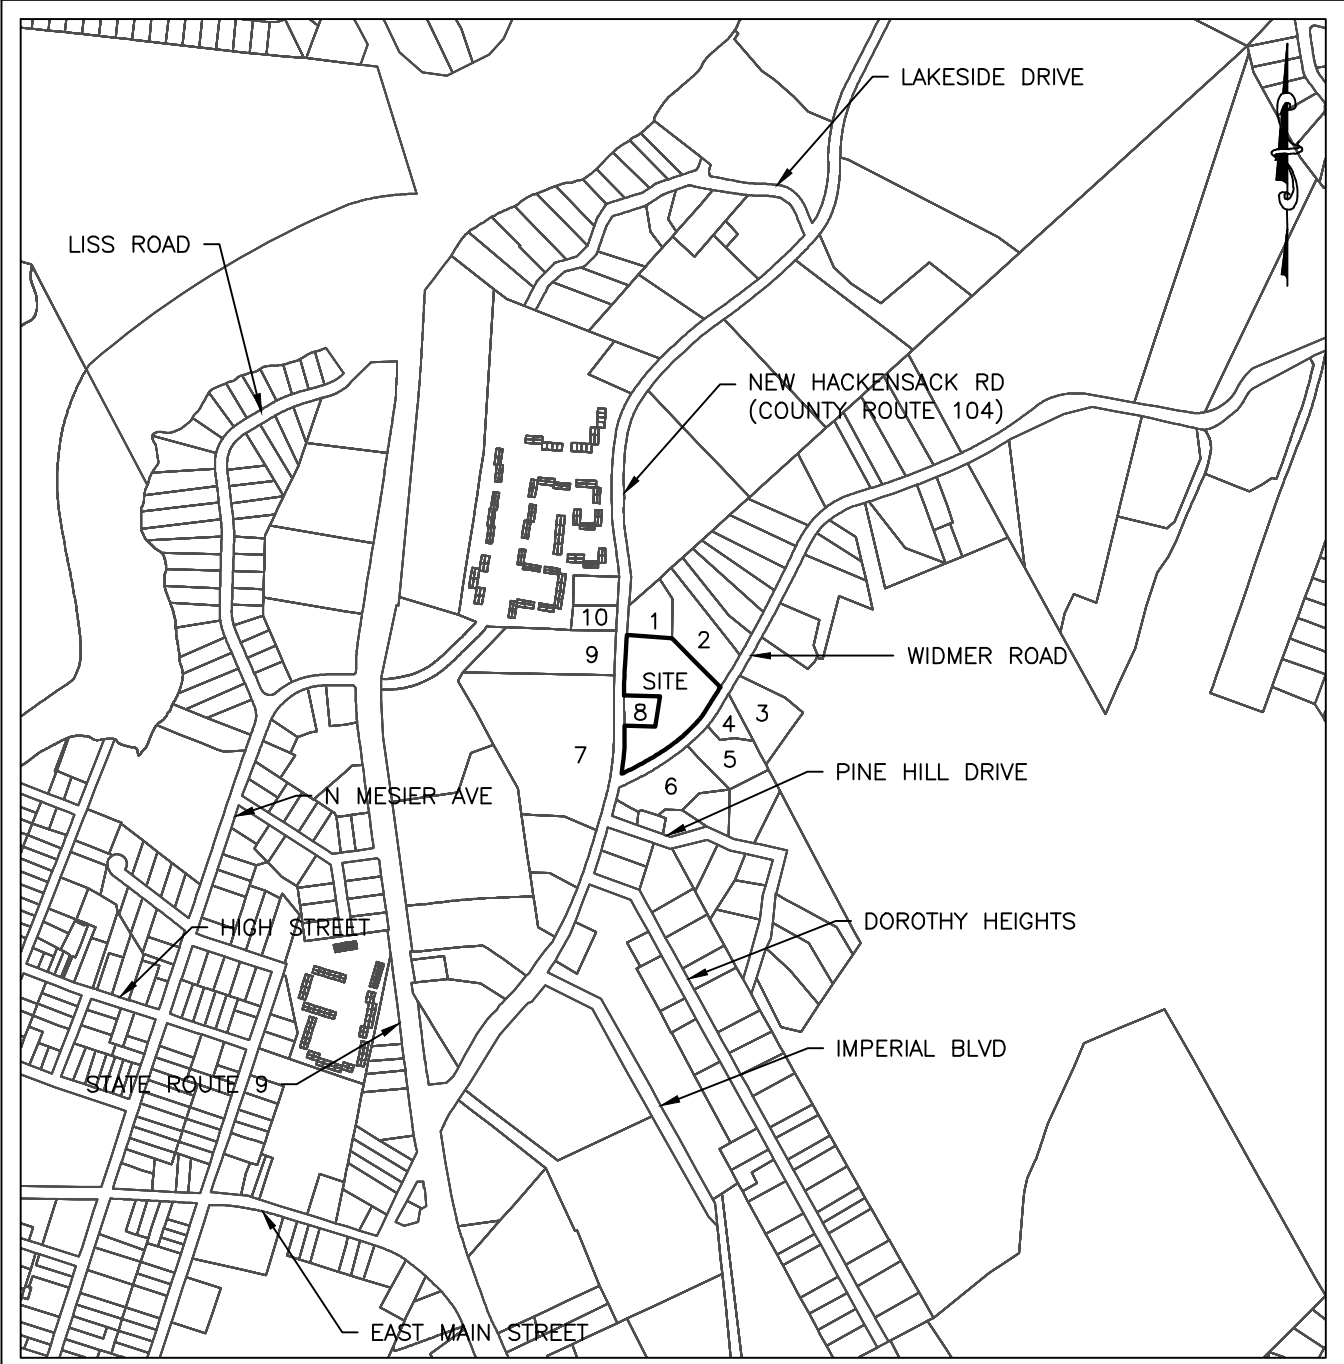 LAKESIDE DRIVE
LISS ROAD
NEW HACKENSACK RD
(COUNTY ROUTE 104)
10
1
2
9
WIDMER ROAD
SITE
8
3
4
7
5
6
PINE HILL DRIVE
N MESIER AVE
HIGH STREET
DOROTHY HEIGHTS
IMPERIAL BLVD
STATE ROUTE 9
EAST MAIN STREET